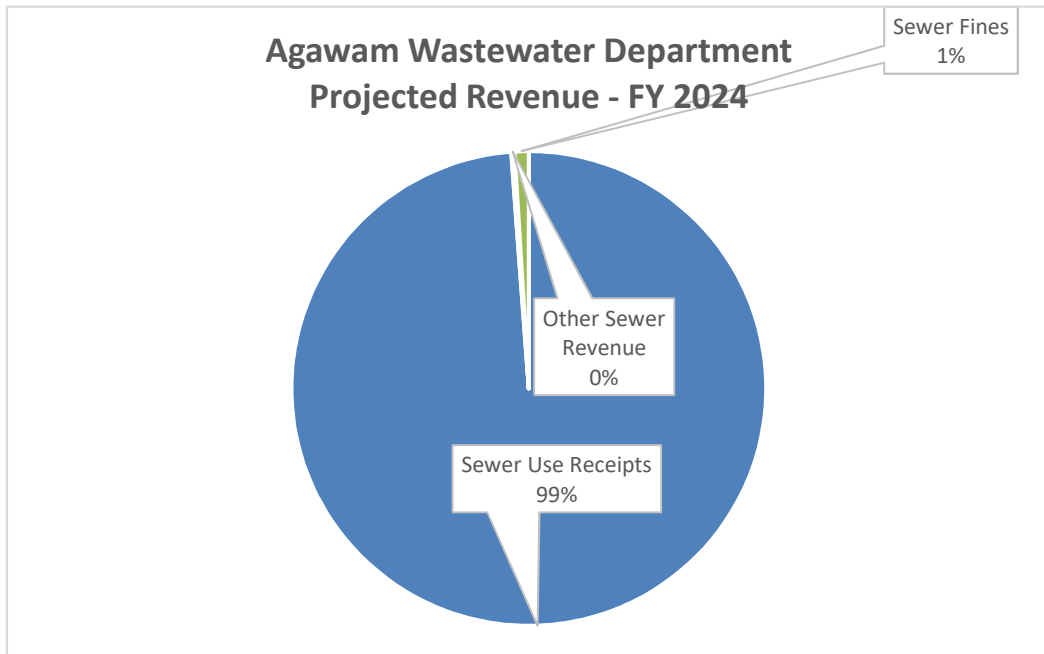 Agawam Wastewater Department
Projected Revenue - FY 2024
Sewer Fines
1%
Other Sewer
Revenue
0%
Sewer Use Receipts
99%